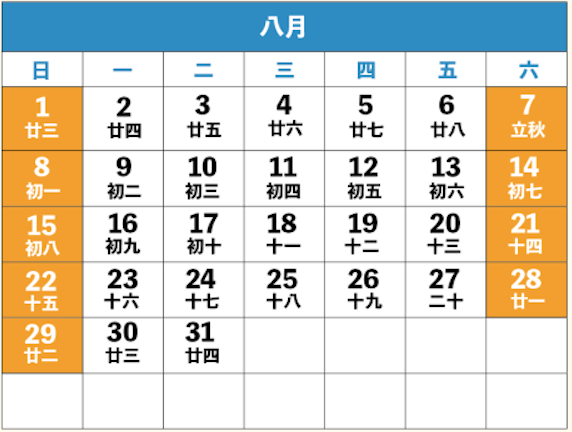 八月
日 一 二 三 四 五 六
1 2 3 4 5 6 7
廿三 廿四 廿五 廿六 廿七 廿八 立秋
8 9 10 11 12 13 14
初一 初二 初三 初四 初五 初六 初七
15 16 17 18 19 20 21
初八 初九 初十 十一 十二 十三 十四
22 23 24 25 26 27 28
十五 十六 十七 十八 十九 二十 廿一
29 30 31
廿二 廿三 廿四